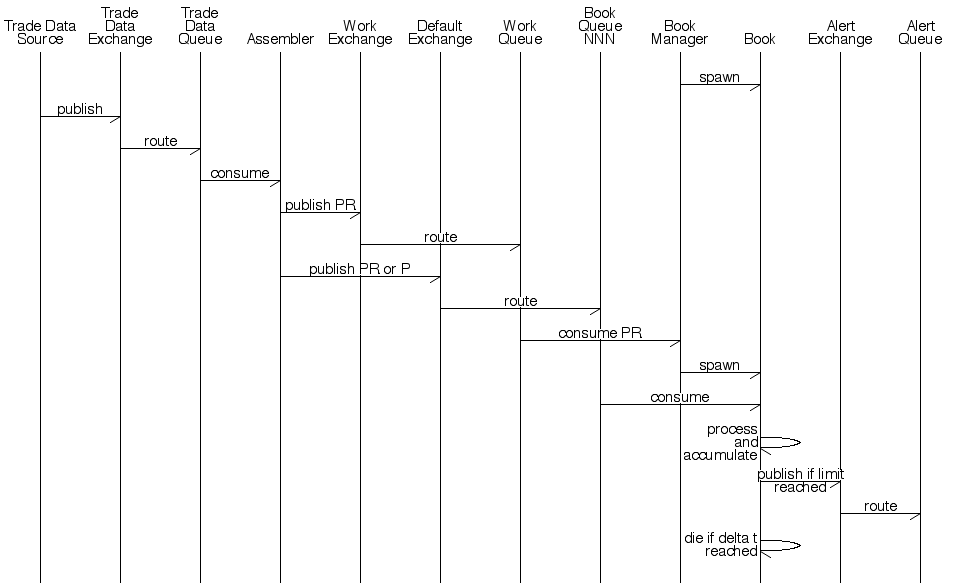 Trade Data
Source
Trade
Data
Exchange
Trade
Data
Queue
Assembler
Work
Exchange
Default
Exchange
Work
Queue
Book
Queue
NNN
Book
Manager
Book
Alert
Exchange
Alert
Queue
spawn
publish
route
consume
publish PR
route
publish PR or P
route
consume PR
spawn
consume
process
and
accumulate
publish if limit
reached
route
die if delta t
reached